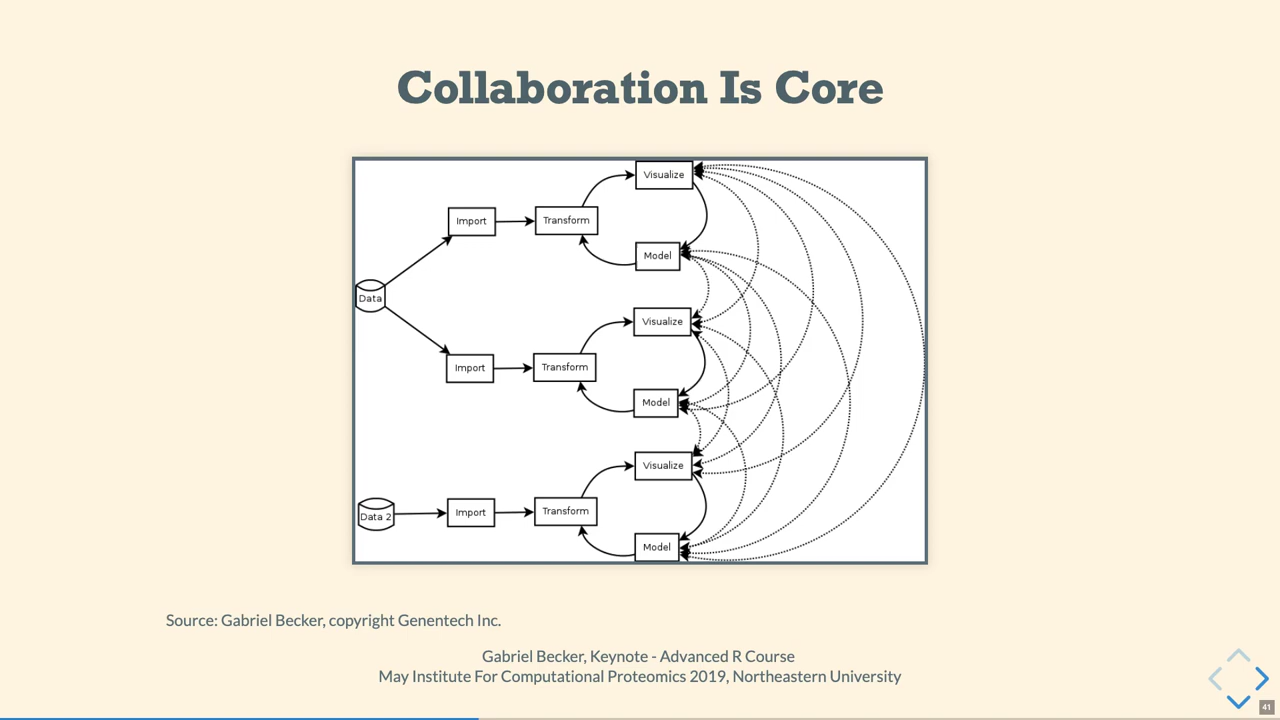 Collaboration Is Core
Visualize
Import
Transform
Model
Data
Visualize
Import
Transform
Model
Visualize
Data 2
Import
Transform
Model
Source: Gabriel Becker, copyright Genentech Inc.
Gabriel Becker, Keynote - Advanced R Course
May Institute For Computational Proteomics 2019, Northeastern University
41